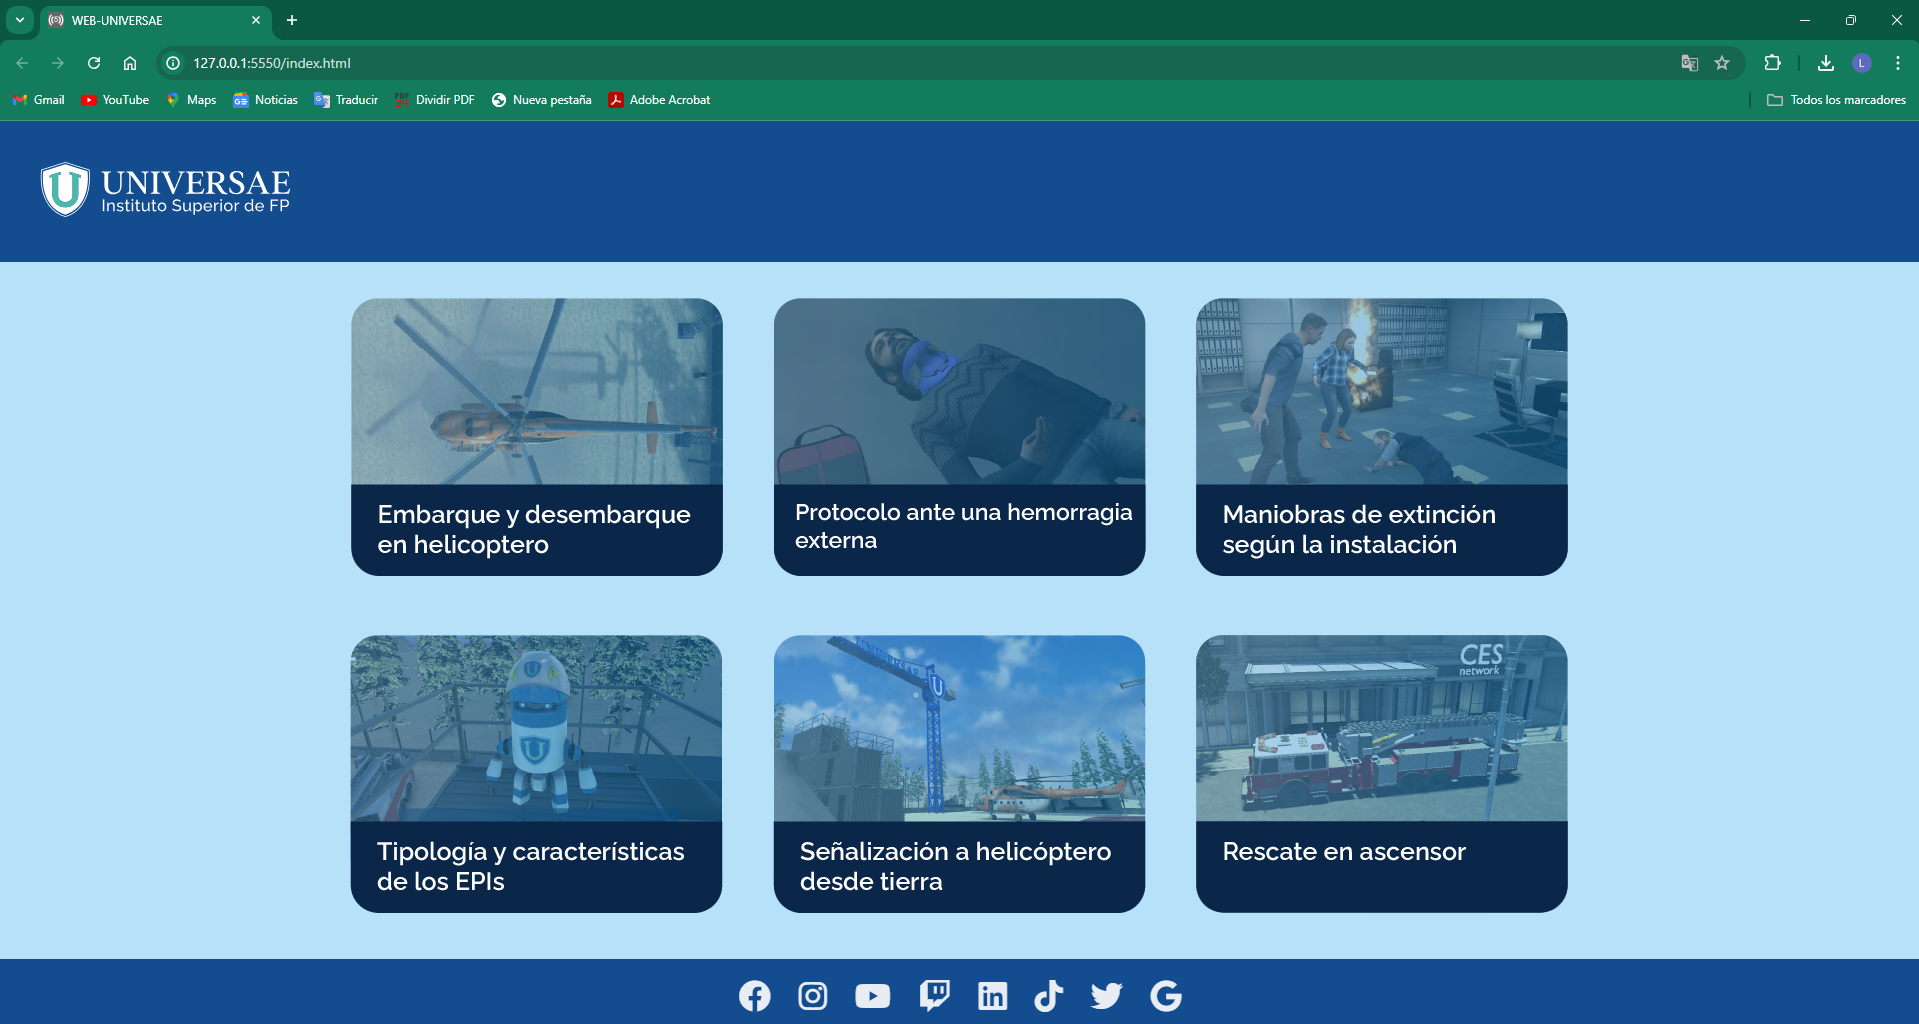 WEB-UNIVERSAE
127.0.0.1:5550/index.html
Gmail
YouTube
Maps
Noticias
Traducir
Dividir PDF
Nueva pestaña
Adobe Acrobat
Todos los marcadores
L
U
UNIVERSAE
Instituto Superior de FP
Embarque y desembarque
en helicoptero
Protocolo ante una hemorragia
externa
Maniobras de extinción
según la instalación
CES
network
Tipología y características
de los EPIs
UNIVERSAE
U
Señalización a helicóptero
desde tierra
Rescate en ascensor